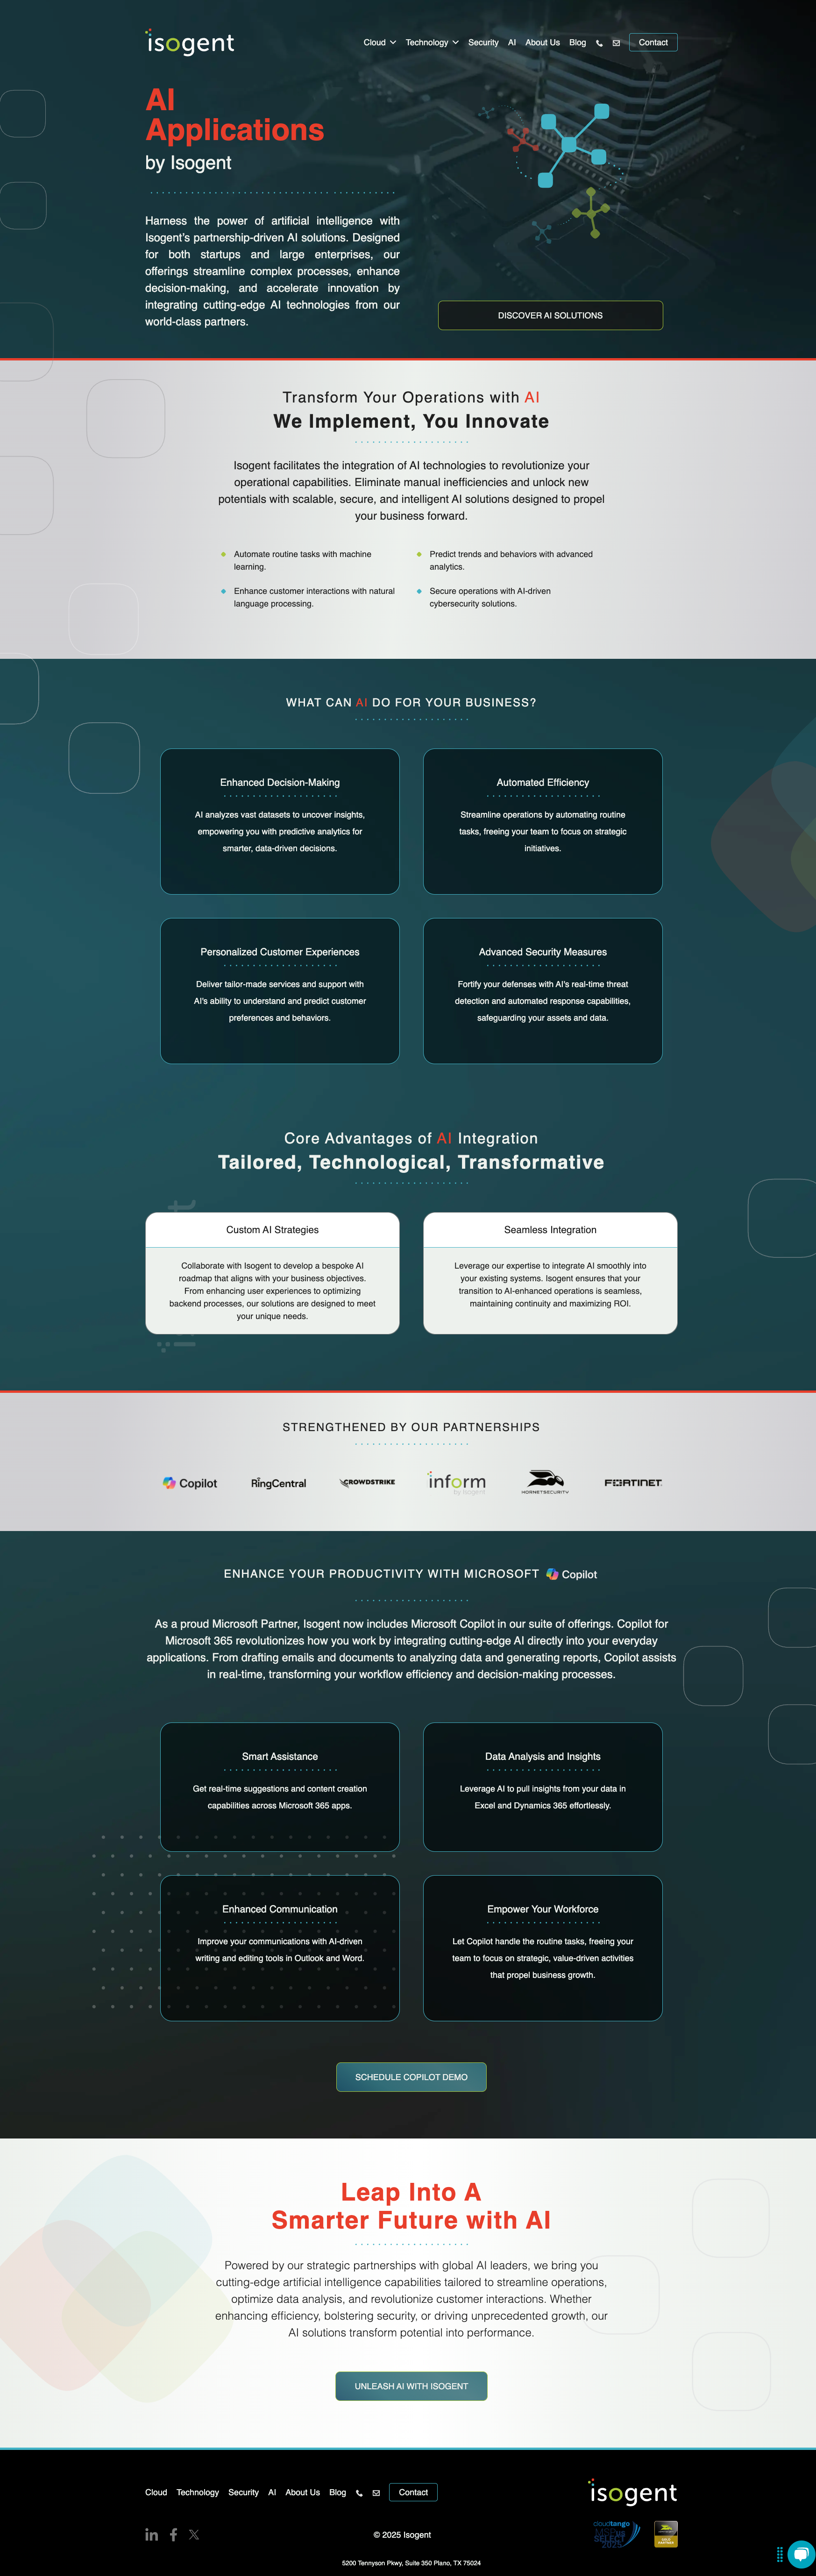 isogent
Cloud Technology Security AI About Us Blog Contact
AI
Applications
by Isogent
Harness the power of artificial intelligence with
Isogent's partnership-driven AI solutions. Designed
for both startups and large enterprises, our
offerings streamline complex processes, enhance
decision-making, and accelerate innovation by
integrating cutting-edge AI technologies from our
world-class partners.
DISCOVER AI SOLUTIONS
Transform Your Operations with AI
We Implement, You Innovate
Isogent facilitates the integration of AI technologies to revolutionize your
operational capabilities. Eliminate manual inefficiencies and unlock new
potentials with scalable, secure, and intelligent AI solutions designed to propel
your business forward.
Automate routine tasks with machine
learning.
Predict trends and behaviors with advanced
analytics.
Enhance customer interactions with natural
language processing.
Secure operations with AI-driven
cybersecurity solutions.
WHAT CAN AI DO FOR YOUR BUSINESS?
Enhanced Decision-Making
AI analyzes vast datasets to uncover insights,
empowering you with predictive analytics for
smarter, data-driven decisions.
Automated Efficiency
Streamline operations by automating routine
tasks, freeing your team to focus on strategic
initiatives.
Personalized Customer Experiences
Deliver tailor-made services and support with
AI's ability to understand and predict customer
preferences and behaviors.
Advanced Security Measures
Fortify your defenses with AI's real-time threat
detection and automated response capabilities,
safeguarding your assets and data.
Core Advantages of AI Integration
Tailored, Technological, Transformative
Custom AI Strategies
Collaborate with Isogent to develop a bespoke AI
roadmap that aligns with your business objectives.
From enhancing user experiences to optimizing
backend processes, our solutions are designed to meet
your unique needs.
Seamless Integration
Leverage our expertise to integrate AI smoothly into
your existing systems. Isogent ensures that your
transition to AI-enhanced operations is seamless,
maintaining continuity and maximizing ROI.
STRENGTHENED BY OUR PARTNERSHIPS
Copilot
RingCentral
CROWDSTRIKE
inform
by isogent
HORNETSECURITY
FORTINET
ENHANCE YOUR PRODUCTIVITY WITH MICROSOFT Copilot
As a proud Microsoft Partner, Isogent now includes Microsoft Copilot in our suite of offerings. Copilot for
Microsoft 365 revolutionizes how you work by integrating cutting-edge AI directly into your everyday
applications. From drafting emails and documents to analyzing data and generating reports, Copilot assists
in real-time, transforming your workflow efficiency and decision-making processes.
Smart Assistance
Get real-time suggestions and content creation
capabilities across Microsoft 365 apps.
Data Analysis and Insights
Leverage AI to pull insights from your data in
Excel and Dynamics 365 effortlessly.
Enhanced Communication
Improve your communications with AI-driven
writing and editing tools in Outlook and Word.
Empower Your Workforce
Let Copilot handle the routine tasks, freeing your
team to focus on strategic, value-driven activities
that propel business growth.
SCHEDULE COPILOT DEMO
Leap Into A
Smarter Future with AI
Powered by our strategic partnerships with global AI leaders, we bring you
cutting-edge artificial intelligence capabilities tailored to streamline operations,
optimize data analysis, and revolutionize customer interactions. Whether
enhancing efficiency, bolstering security, or driving unprecedented growth, our
AI solutions transform potential into performance.
UNLEASH AI WITH ISOGENT
Cloud Technology Security AI About Us Blog Contact
isogent
© 2025 Isogent
cloudtango
MSP US
SELECT
2025
5200 Tennyson Pkwy, Suite 350 Plano, TX 75024